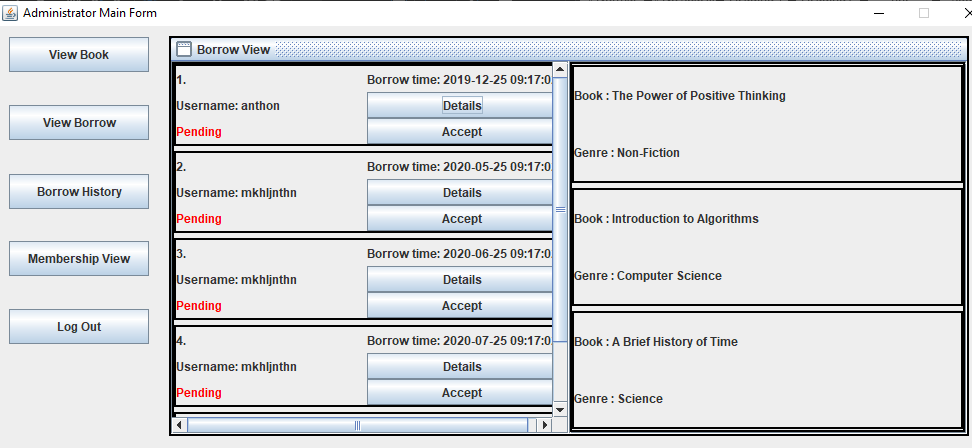 Administrator Main Form
View Book
View Borrow
Borrow History
Membership View
Log Out
Borrow View
1.
Borrow time: 2019-12-25 09:17:0
Username: anthon
Details
Pending
Accept
2.
Borrow time: 2020-05-25 09:17:0
Username: mkhljnthn
Details
Pending
Accept
3.
Borrow time: 2020-06-25 09:17:0
Username: mkhljnthn
Details
Pending
Accept
4.
Borrow time: 2020-07-25 09:17:0
Username: mkhljnthn
Details
Pending
Accept
Book : The Power of Positive Thinking
Genre : Non-Fiction
Book : Introduction to Algorithms
Genre : Computer Science
Book : A Brief History of Time
Genre : Science